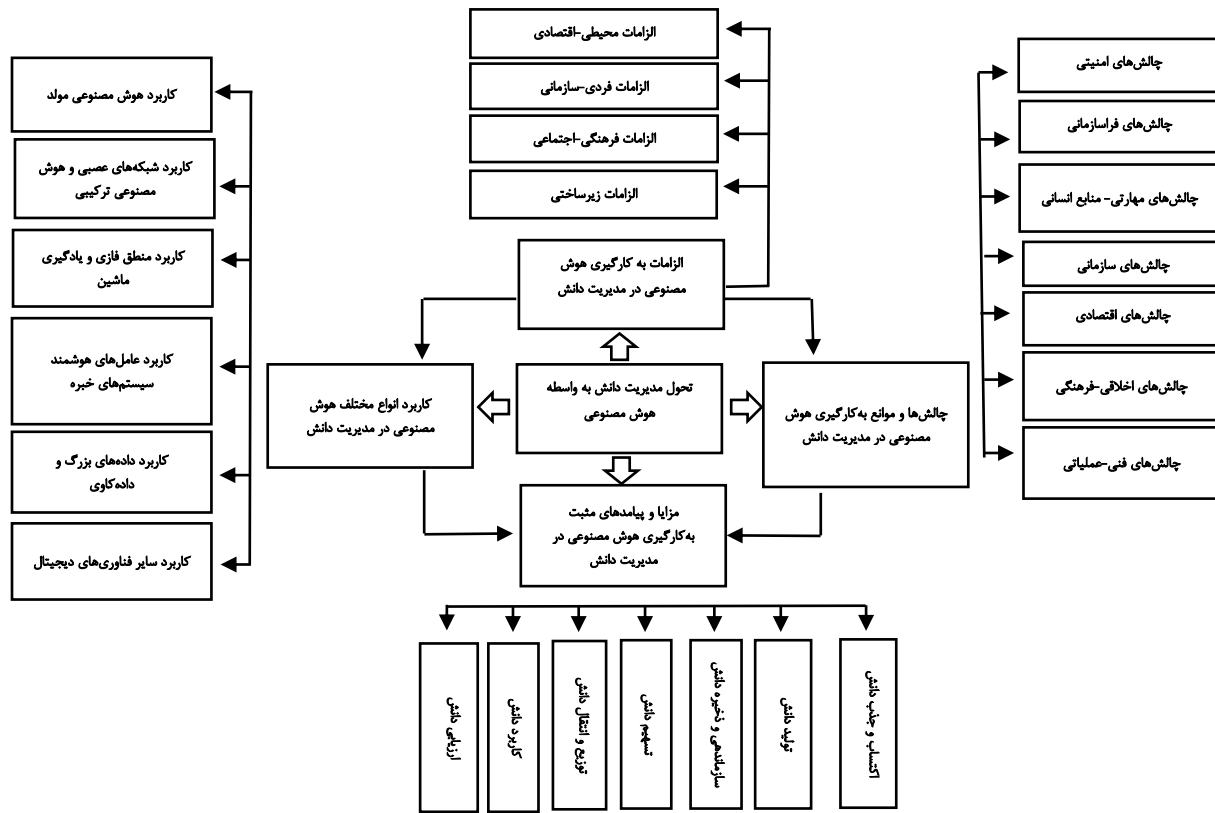 الزامات محیطی-اقتصادی
الزامات فردی-سازمانی
الزامات فرهنگی-اجتماعی
الزامات زیرساختی
چالش‌های امنیتی
چالش‌های فراسازمانی
چالش‌های مهارتی- منابع انسانی
چالش‌های سازمانی
چالش‌های اقتصادی
چالش‌های اخلاقی-فرهنگی
چالش‌های فنی-عملیاتی
الزامات به کارگیری هوش
مصنوعی در مدیریت دانش
چالش‌ها و موانع به‌کارگیری هوش
مصنوعی در مدیریت دانش
تحول مدیریت دانش به واسطه
هوش مصنوعی
کاربرد انواع مختلف هوش
مصنوعی در مدیریت دانش
مزایا و پیامدهای مثبت
به‌کارگیری هوش مصنوعی در
مدیریت دانش
کاربرد هوش مصنوعی مولد
کاربرد شبکه‌های عصبی و هوش
مصنوعی ترکیبی
کاربرد منطق فازی و یادگیری
ماشین
کاربرد عامل‌های هوشمند
سیستم‌های خبره
کاربرد داده‌های بزرگ و
داده‌کاوی
کاربرد سایر فناوری‌های دیجیتال
اکتساب و جذب دانش
تولید دانش
سازماندهی و ذخیره دانش
تسهیم دانش
توزیع و انتقال دانش
کاربرد دانش
ارزیابی دانش